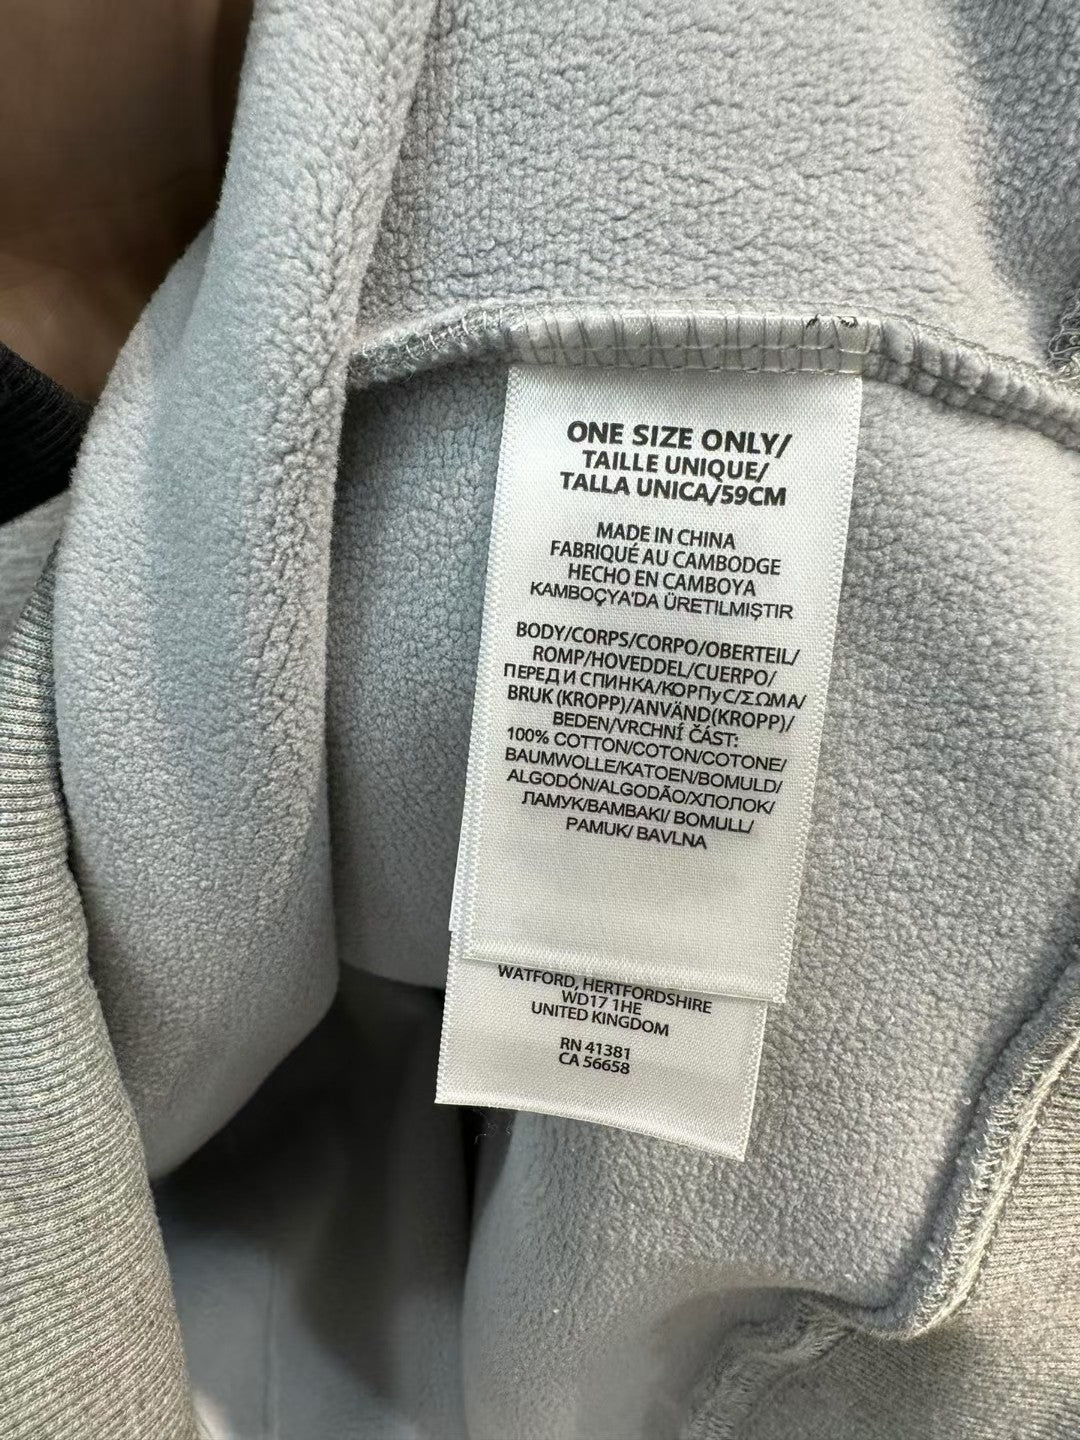 ONE SIZE ONLY/
TAILLE UNIQUE/
TALLA UNICA/59CM
MADE IN CHINA
FABRIQUÉ AU CAMBODGE
HECHO EN CAMBOYA
KAMBOÇYA'DA ÜRETILMIŞTIR
BODY/CORPS/CORPO/OBERTEIL/
ROMP/HOVEDDEL/CUERPO/
ПЕРЕД И СПИНКА/КОРПуС/ΣΩΜΑ/
BRUK (KROPP)/ANVÄND(KROPP)/
BEDEN/VRCHNÍ ČÁST:
100% COTTON/COTON/COTONE/
BAUMWOLLE/KATOEN/BOMULD/
ALGODÓN/ALGODÃO/ХЛОПОК/
ЛАМУК/BAMBAKI/ BOMULL/
PAMUK/ BAVLNA
WATFORD, HERTFORDSHIRE
WD17 1HE
UNITED KINGDOM
RN 41381
CA 56658